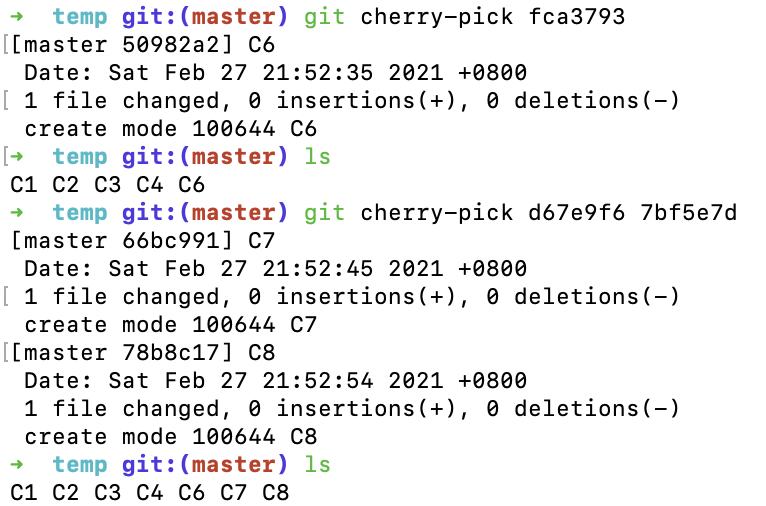 ➜  temp git:(master) git cherry-pick fca3793
[master 50982a2] C6
 Date: Sat Feb 27 21:52:35 2021 +0800
 1 file changed, 0 insertions(+), 0 deletions(-)
 create mode 100644 C6
➜  temp git:(master) ls
C1 C2 C3 C4 C6
➜  temp git:(master) git cherry-pick d67e9f6 7bf5e7d
[master 66bc991] C7
 Date: Sat Feb 27 21:52:45 2021 +0800
 1 file changed, 0 insertions(+), 0 deletions(-)
 create mode 100644 C7
[master 78b8c17] C8
 Date: Sat Feb 27 21:52:54 2021 +0800
 1 file changed, 0 insertions(+), 0 deletions(-)
 create mode 100644 C8
➜  temp git:(master) ls
C1 C2 C3 C4 C6 C7 C8